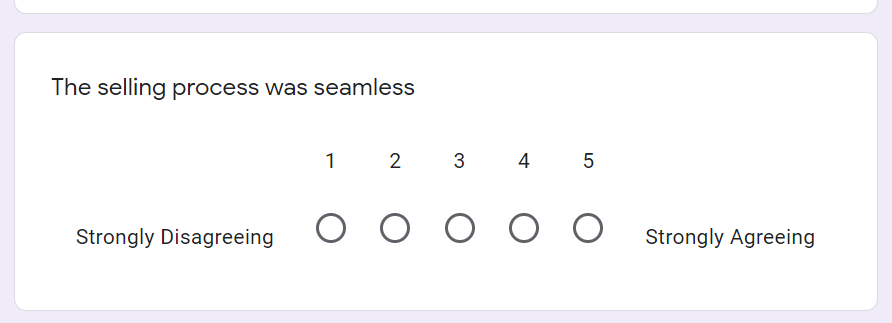 The selling process was seamless
1 2 3 4 5
Strongly Disagreeing Strongly Agreeing